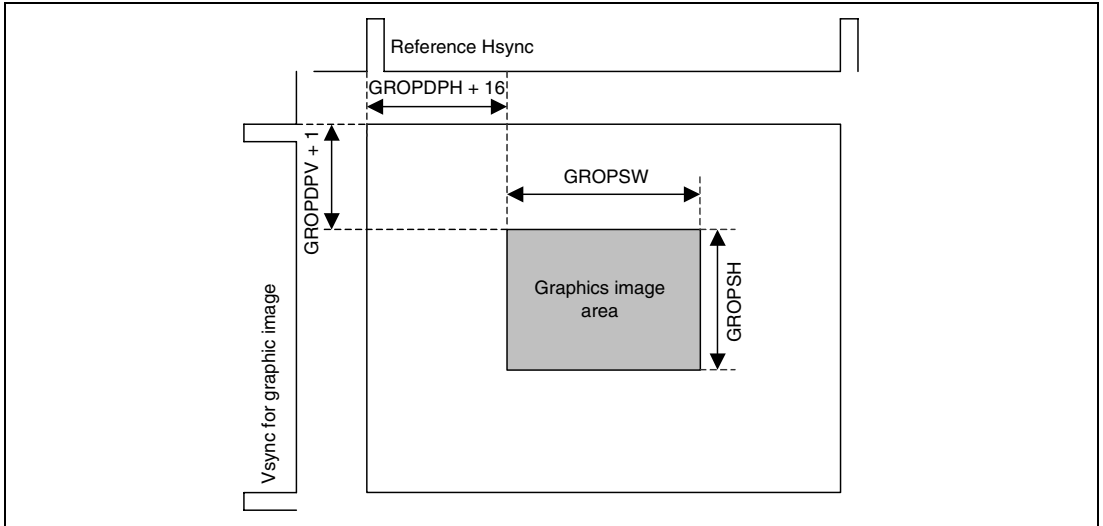 Reference Hsync
GROPDPH + 16
GROPDPV + 1
GROPSW
Graphics image
area
GROPSH
Vsync for graphic image